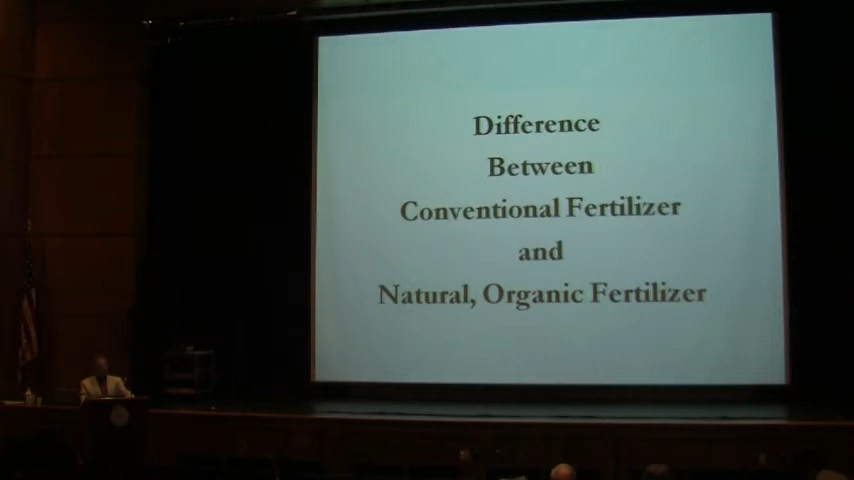 Difference
Between
Conventional Fertilizer
and
Natural, Organic Fertilizer